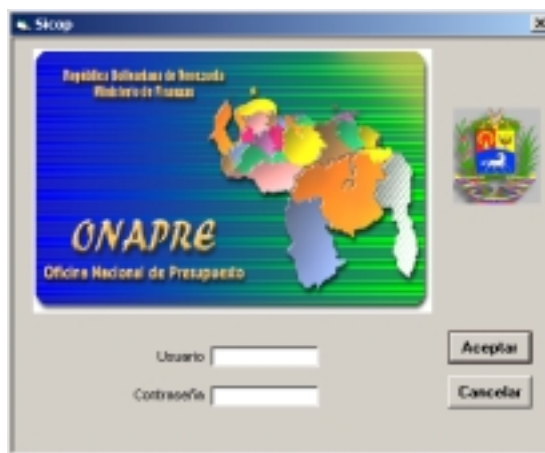 Sicop
República Bolivariana de Venezuela
Ministerio de Finanzas
ONAPRE
Oficina Nacional de Presupuesto
Usuario
Aceptar
Contraseña
Cancelar